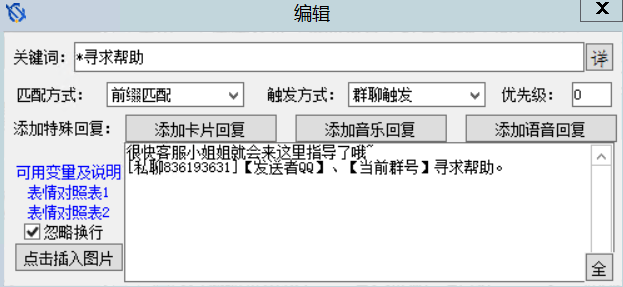 编辑
X
关键词: *寻求帮助 详
匹配方式: 前缀匹配 触发方式: 群聊触发 优先级: 0
添加特殊回复: 添加卡片回复 添加音乐回复 添加语音回复
很快客服小姐姐就会来这里指导了哦~
[私聊836193631]【发送者QQ】、【当前群号】寻求帮助。
可用变量及说明
表情对照表1
表情对照表2
忽略换行
点击插入图片
全